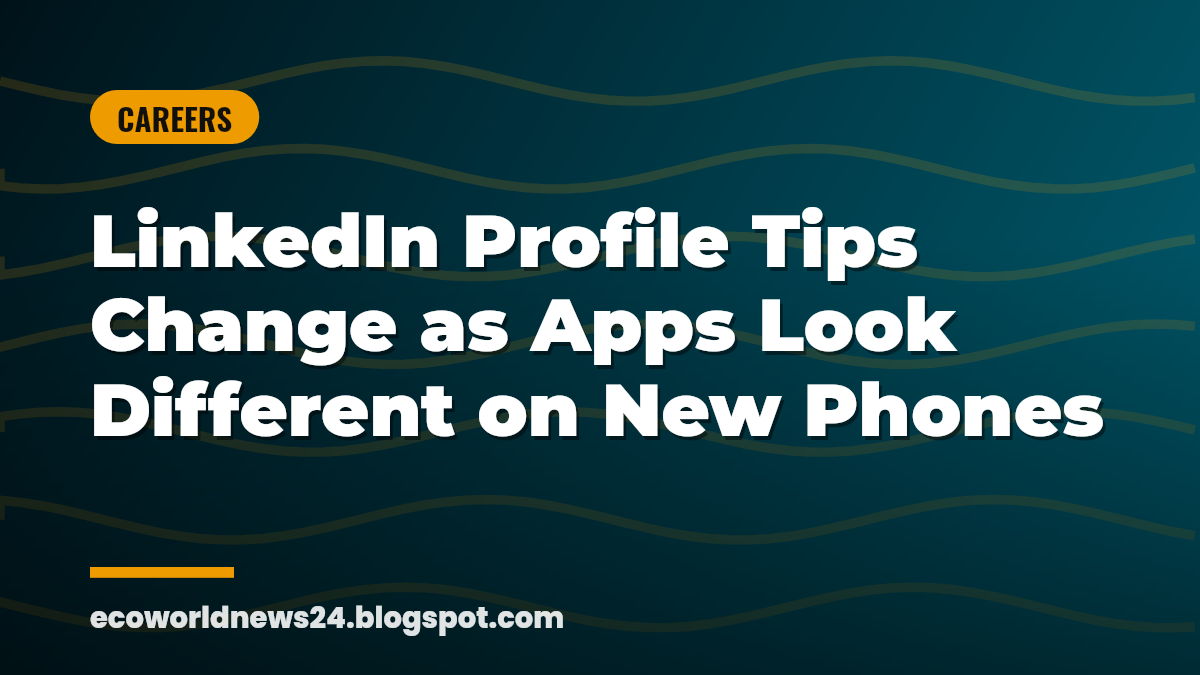 CAREERS
LinkedIn Profile Tips
Change as Apps Look
Different on New Phones
ecoworldnews24.blogspot.com